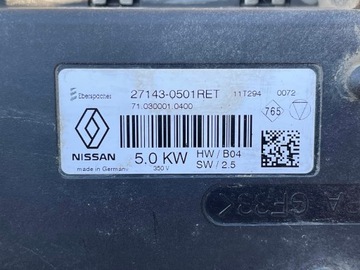 Eberspächer 27143-0501RET 11T294 0072
71.030001.0400
765
NISSAN 5.0 KW HW / B04
SW / 2.5
made in Germany 350 V